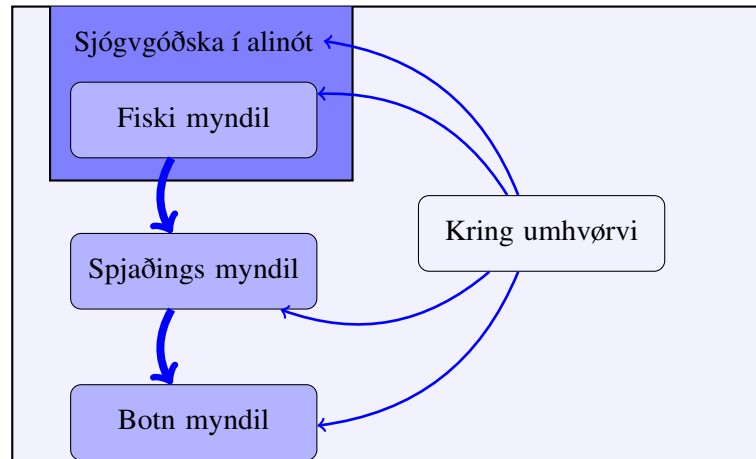 Sjógvgóðska í alinót
Fiski myndil
Kring umhvørvi
Spjaðings myndil
Botn myndil